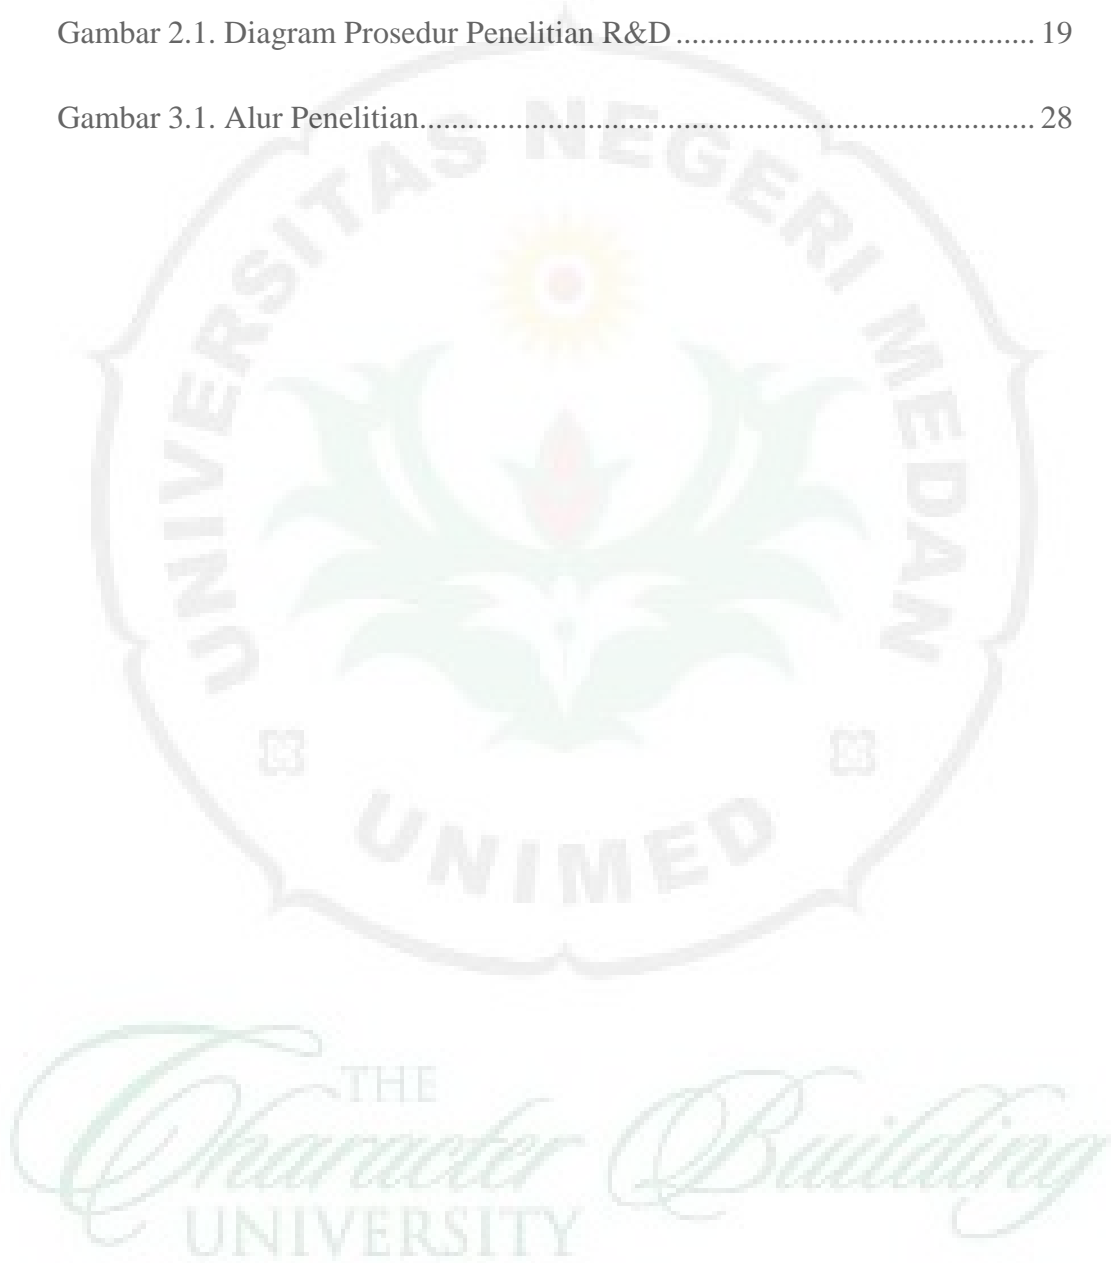 Gambar 2.1. Diagram Prosedur Penelitian R&D ........................................ 19
Gambar 3.1. Alur Penelitian........................................................................ 28
UNIVERSITAS NEGERI MEDAN
UNIMED
THE
Character Building
UNIVERSITY